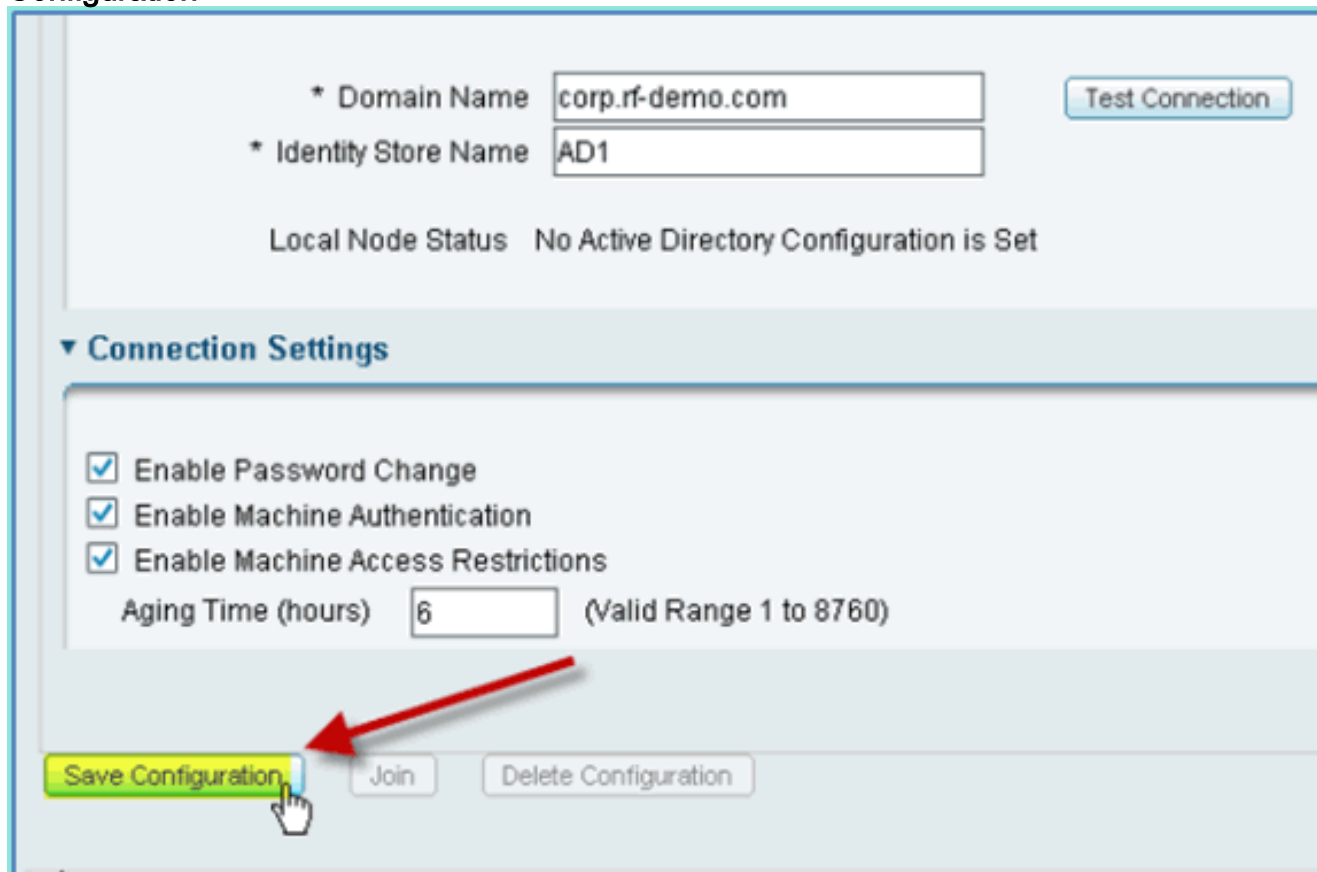 * Domain Name corp.rf-demo.com Test Connection
* Identity Store Name AD1
Local Node Status No Active Directory Configuration is Set
▾ Connection Settings
Enable Password Change
Enable Machine Authentication
Enable Machine Access Restrictions
Aging Time (hours) 6 (Valid Range 1 to 8760)
Save Configuration Join Delete Configuration